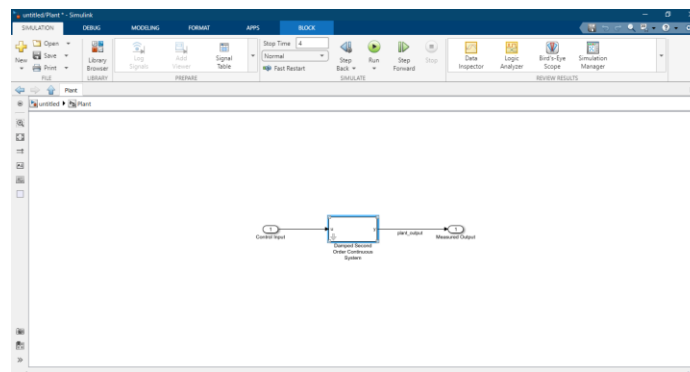 untitled/Plant * - Simulink
SIMULATION DEBUG MODELING FORMAT APPS BLOCK
New
Open
Save
Print
FILE
Library
Browser
LIBRARY
Log
Signals
Add
Viewer
Signal
Table
PREPARE
Stop Time 4
Normal
Fast Restart
Step
Back
Run
Step
Forward
Stop
SIMULATE
Data
Inspector
Logic
Analyzer
Bird's-Eye
Scope
Simulation
Manager
REVIEW RESULTS
Plant
untitled Plant
1
Control Input
Damped Second
Order Continuous
System
plant_output
1
Measured Output